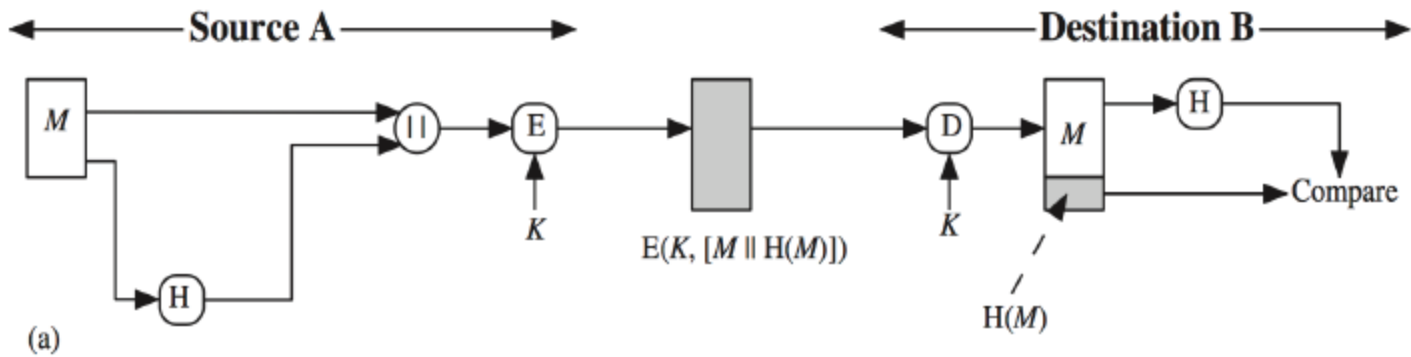 Source A
Destination B
M
||
E
D
M
H
K
K
Compare
E(K, [M || H(M)])
H
H(M)
(a)